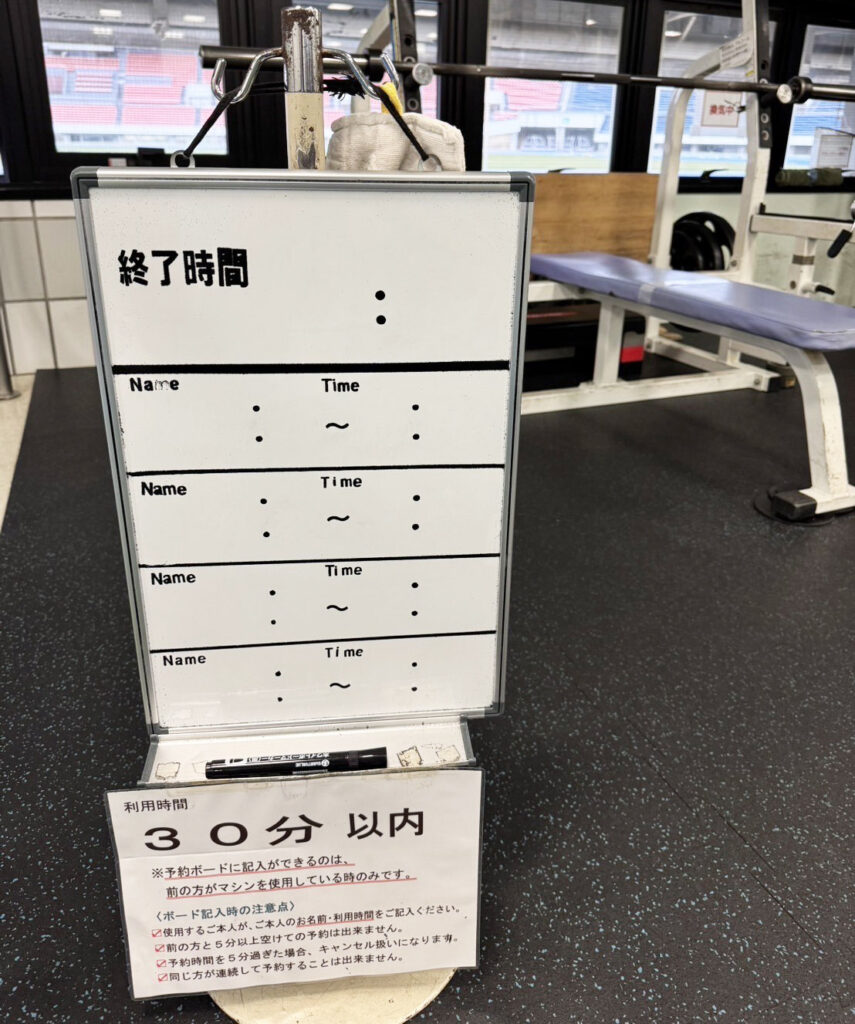 終了時間
:
Name Time
: ～ :
Name Time
: ～ :
Name Time
: ～ :
Name Time
: ～ :
利用時間
３０分 以内
※予約ボードに記入ができるのは、
前の方がマシンを使用している時のみです。
〈ボード記入時の注意点〉
☑使用するご本人が、ご本人のお名前・利用時間をご記入ください。
☑前の方と５分以上空けての予約は出来ません。
☑予約時間を５分過ぎた場合、キャンセル扱いになります。
☑同じ方が連続して予約することは出来ません。